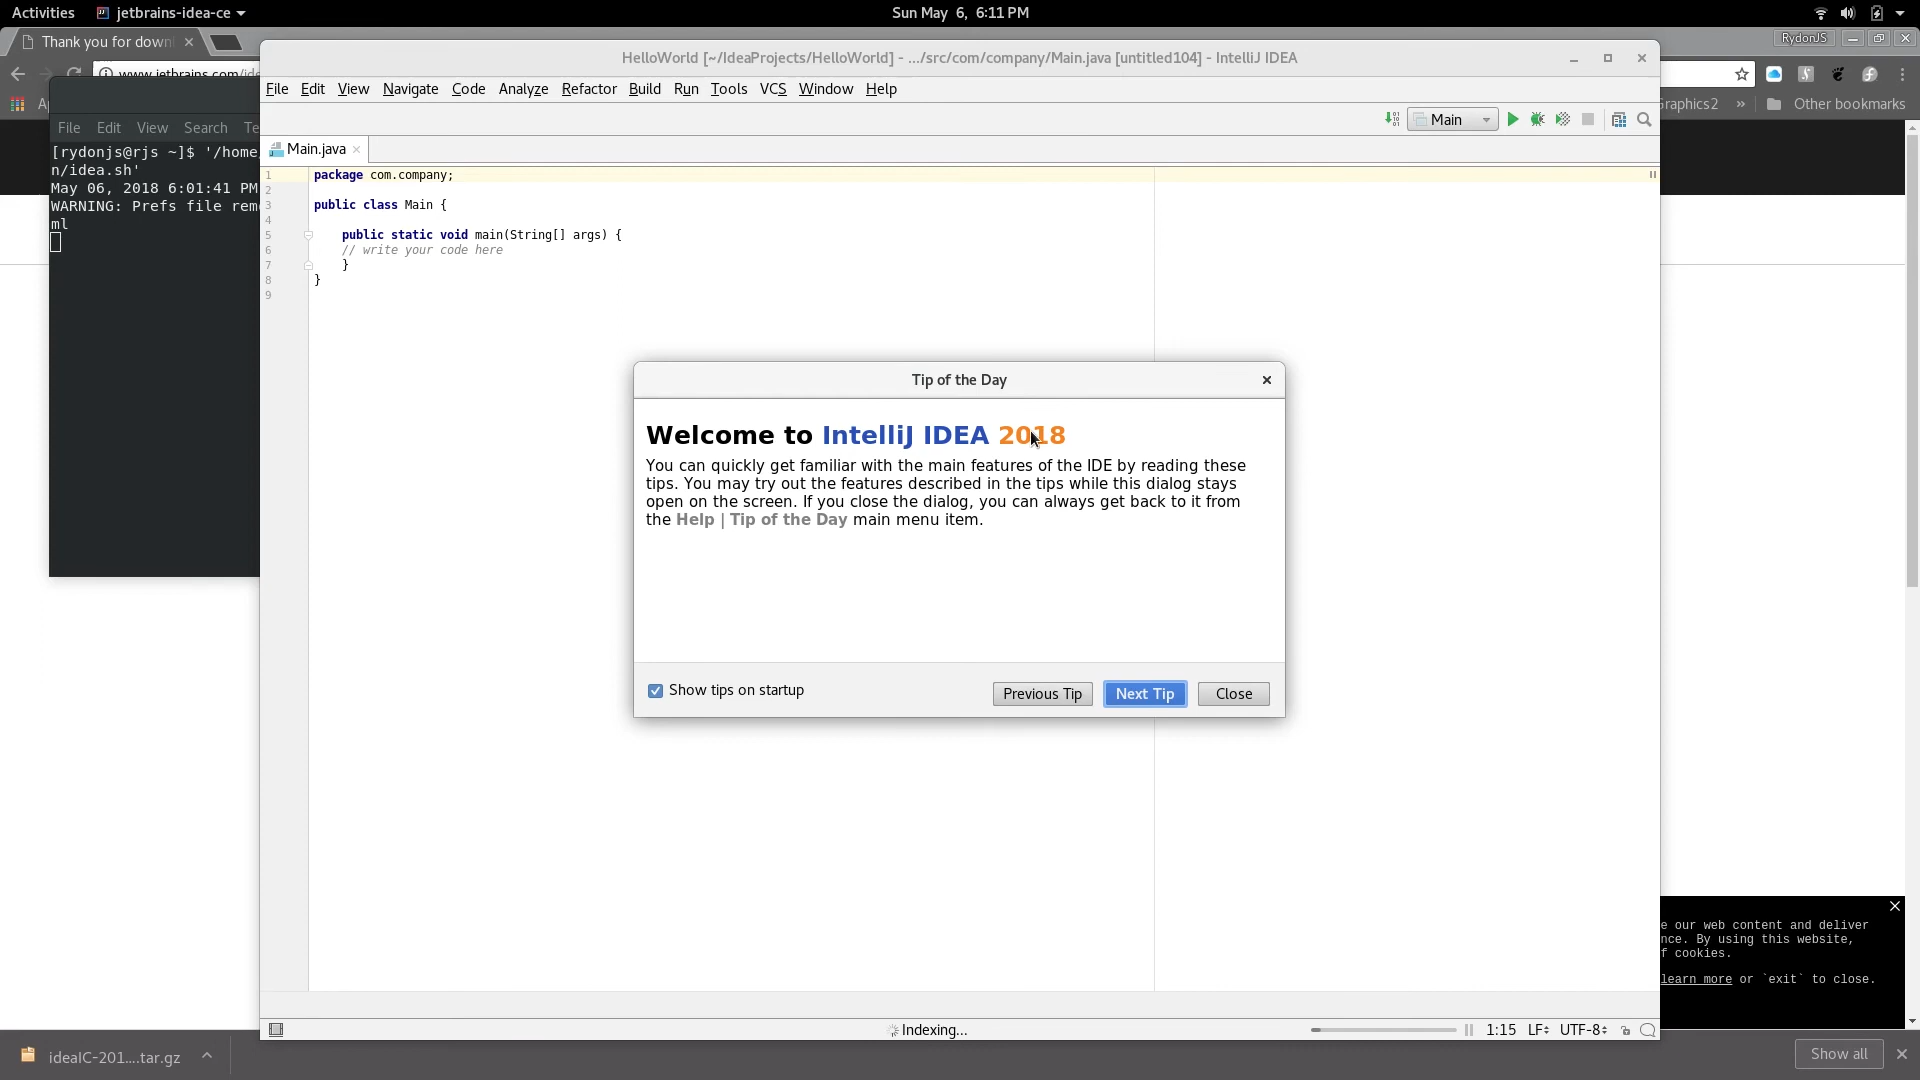 Activities jetbrains-idea-ce Sun May 6, 6:11 PM
Thank you for down
RydonJS
www.jetbrains.com/ide
Graphics2 » Other bookmarks
File Edit View Search Te
[rydonjs@rjs ~]$ '/home/
n/idea.sh'
May 06, 2018 6:01:41 PM
WARNING: Prefs file rem
ml
HelloWorld [~/IdeaProjects/HelloWorld] - .../src/com/company/Main.java [untitled104] - IntelliJ IDEA
File Edit View Navigate Code Analyze Refactor Build Run Tools VCS Window Help
Main
Main.java
1 package com.company;
2
3 public class Main {
4
5 public static void main(String[] args) {
6 // write your code here
7 }
8 }
9
Tip of the Day
Welcome to IntelliJ IDEA 2018
You can quickly get familiar with the main features of the IDE by reading these
tips. You may try out the features described in the tips while this dialog stays
open on the screen. If you close the dialog, you can always get back to it from
the Help | Tip of the Day main menu item.
Show tips on startup Previous Tip Next Tip Close
e our web content and deliver
nce. By using this website,
f cookies.
learn more or `exit` to close.
Indexing... 1:15 LF UTF-8
ideaIC-201....tar.gz Show all